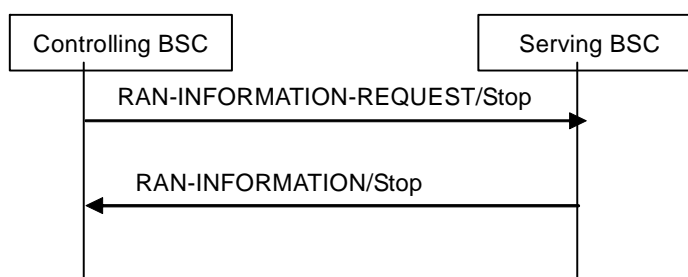 Controlling BSC
Serving BSC
RAN-INFORMATION-REQUEST/Stop
RAN-INFORMATION/Stop